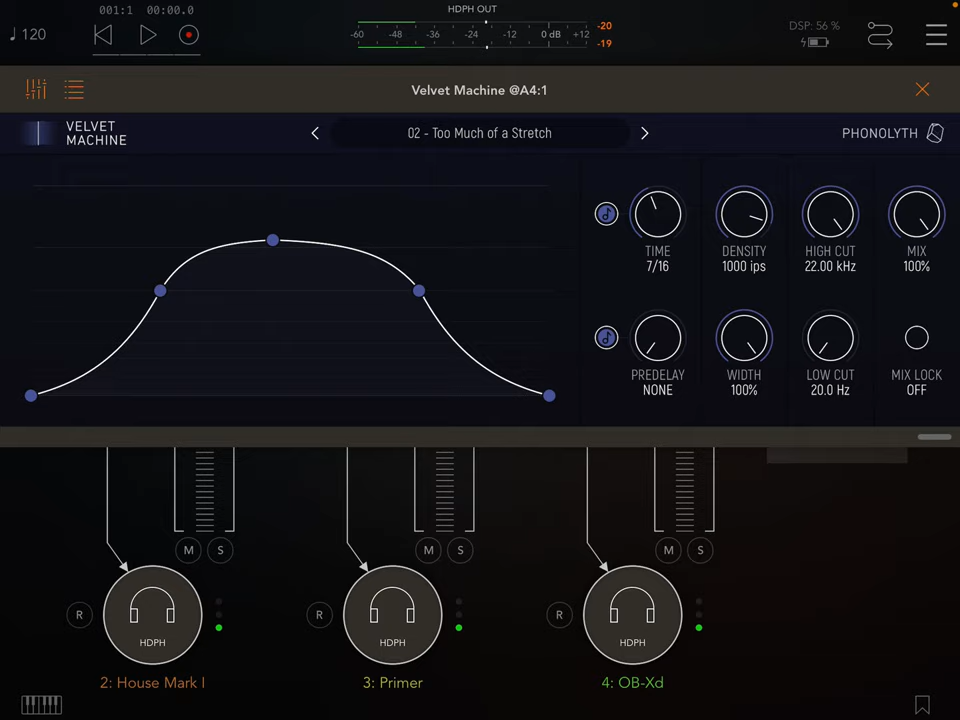 001:1 00:00.0
HDPH OUT
♩120
-60 -48 -36 -24 -12 0 dB +12
-20
-19
DSP: 56 %
Velvet Machine @A4:1
VELVET
MACHINE
02 - Too Much of a Stretch
PHONOLYTH
TIME
7/16
DENSITY
1000 ips
HIGH CUT
22.00 kHz
MIX
100%
PREDELAY
NONE
WIDTH
100%
LOW CUT
20.0 Hz
MIX LOCK
OFF
M S
M S
M S
R HDPH
R HDPH
R HDPH
2: House Mark I
3: Primer
4: OB-Xd